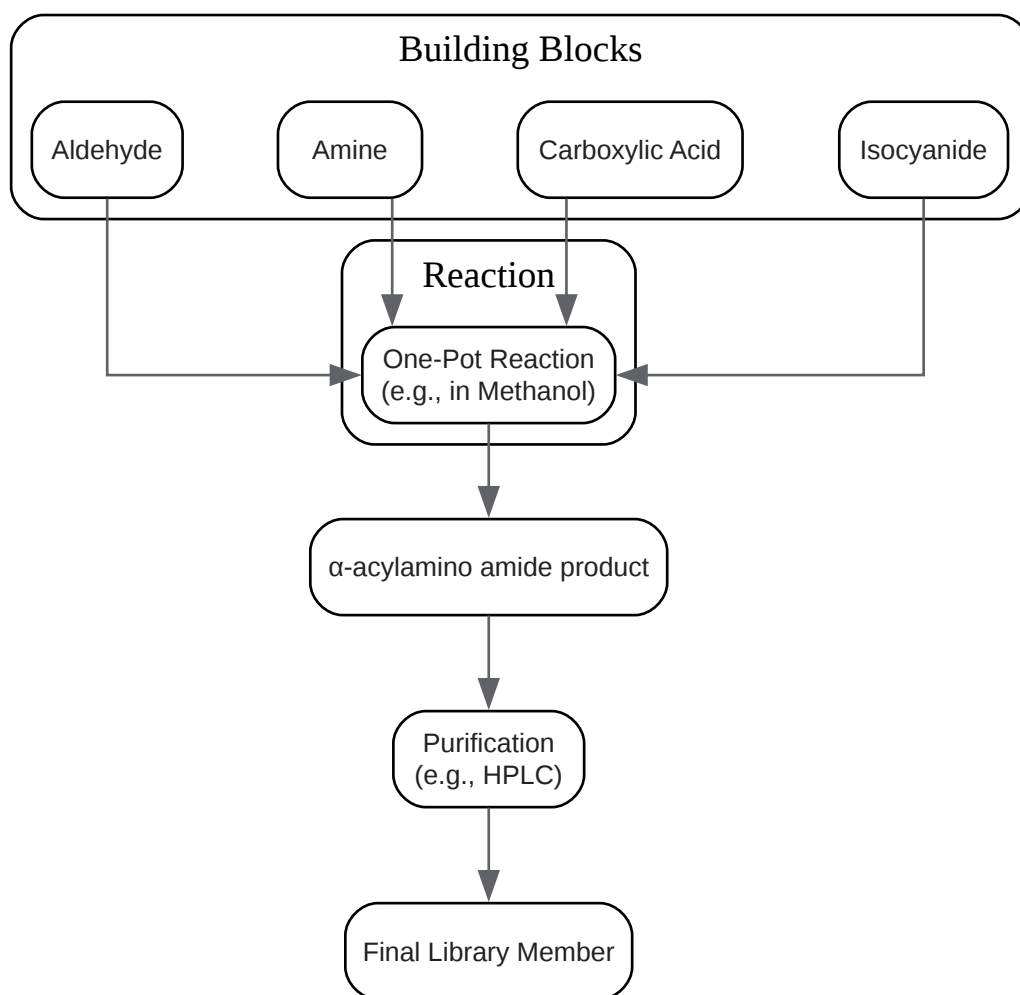 Building Blocks
Aldehyde
Amine
Carboxylic Acid
Isocyanide
Reaction
One-Pot Reaction
(e.g., in Methanol)
α-acylamino amide product
Purification
(e.g., HPLC)
Final Library Member